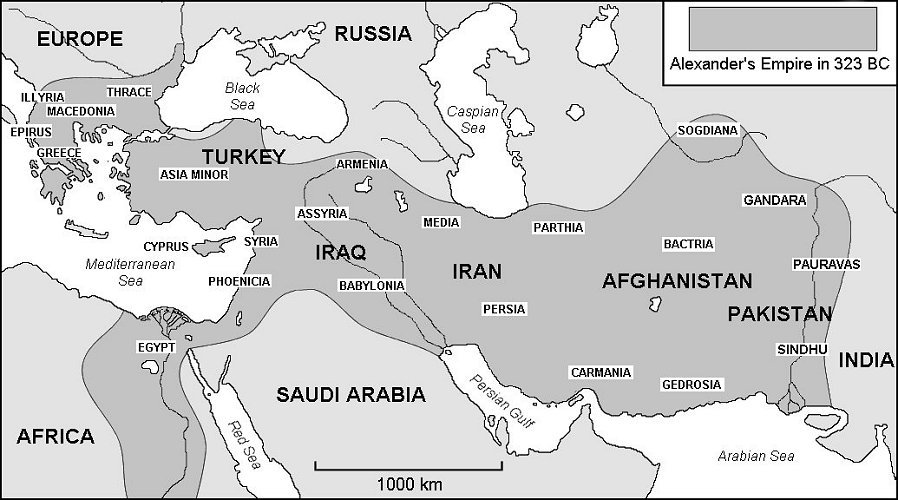 EUROPE
RUSSIA
Alexander's Empire in 323 BC
ILLYRIA
THRACE
MACEDONIA
Black
Sea
Caspian
Sea
EPIRUS
GREECE
TURKEY
ASIA MINOR
ARMENIA
SOGDIANA
ASSYRIA
MEDIA
PARTHIA
GANDARA
CYPRUS
SYRIA
IRAQ
BACTRIA
Mediterranean
Sea
PHOENICIA
BABYLONIA
IRAN
AFGHANISTAN
PAURAVAS
PERSIA
PAKISTAN
EGYPT
SINDHU
INDIA
SAUDI ARABIA
Persian Gulf
CARMANIA
GEDROSIA
AFRICA
Red Sea
Arabian Sea
1000 km